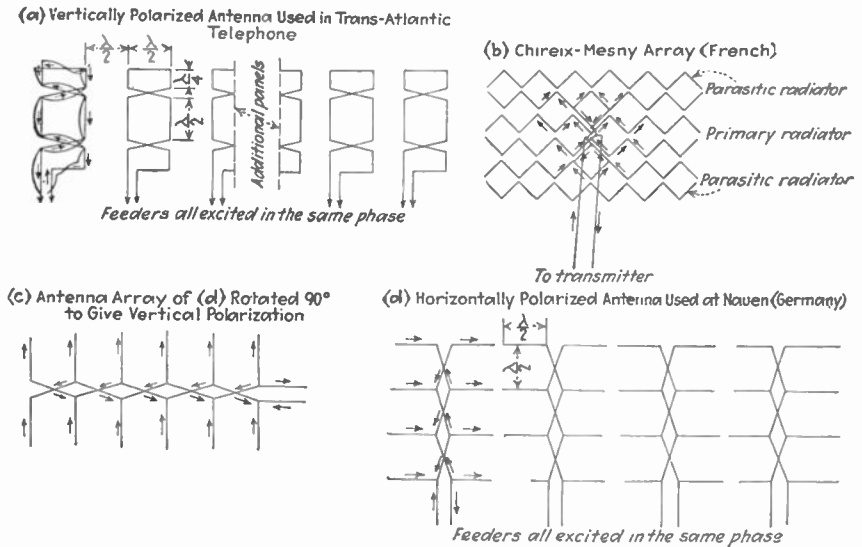 (a) Vertically Polarized Antenna Used in Trans-Atlantic
Telephone
λ/2
λ/2
λ/4
λ/2
Additional panels
Feeders all excited in the same phase
(b) Chireix-Mesny Array (French)
Parasitic radiator
Primary radiator
Parasitic radiator
To transmitter
(c) Antenna Array of (d) Rotated 90°
to Give Vertical Polarization
(d) Horizontally Polarized Antenna Used at Nauen (Germany)
λ/2
λ/2
Feeders all excited in the same phase